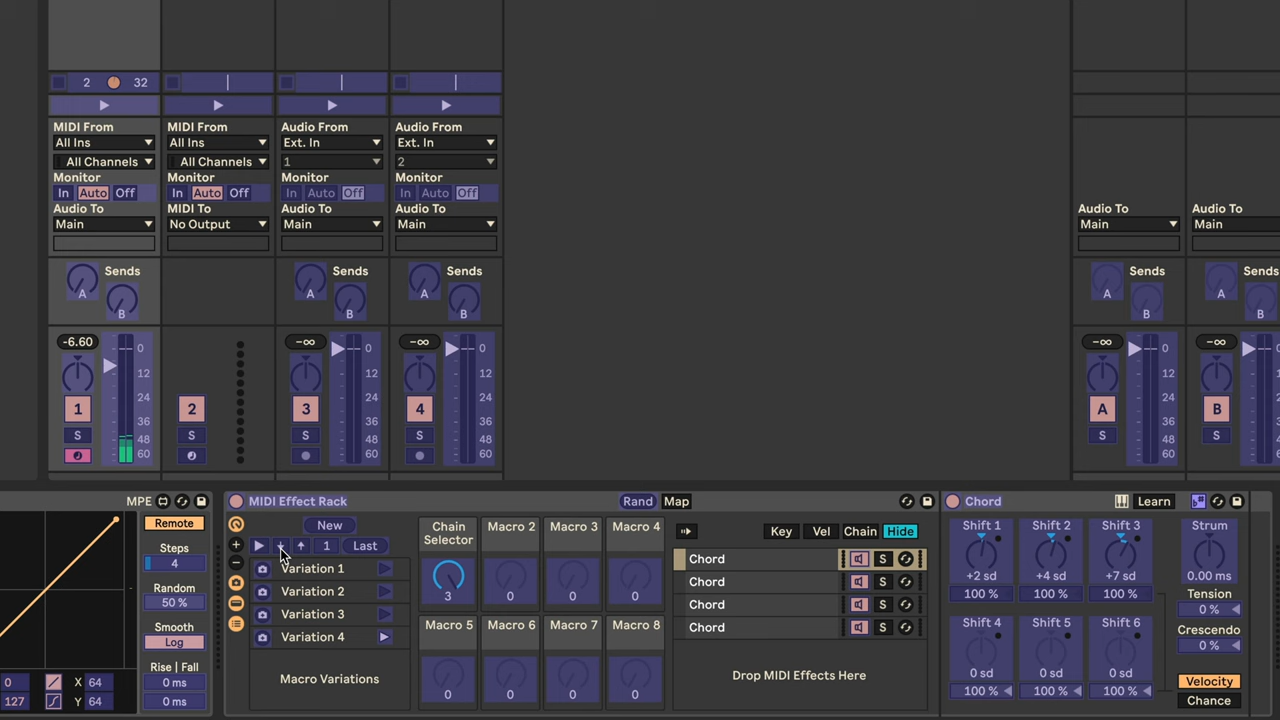 2 32
MIDI From MIDI From Audio From Audio From
All Ins All Ins Ext. In Ext. In
All Channels All Channels 1 2
Monitor Monitor Monitor Monitor
In Auto Off In Auto Off In Auto Off In Auto Off
Audio To MIDI To Audio To Audio To Audio To Audio To
Main No Output Main Main Main Main
Sends Sends Sends Sends Sends
A A A A A
B B B B B
-6.60 -∞ -∞ -∞ -∞
0 0 0 0
12 12 12 12
24 24 24 24
1 2 3 4 A B
36 36 36 36
S S S S S S
48 48 48 48
60 60 60 60
MPE
Remote
Steps
4
Random
50 %
Smooth
Log
Rise | Fall
0 ms
0 ms
0 X 64
127 Y 64
MIDI Effect Rack Rand Map
New
1 Last
Variation 1
Variation 2
Variation 3
Variation 4
Macro Variations
Chain Selector Macro 2 Macro 3 Macro 4
3 0 0 0
Macro 5 Macro 6 Macro 7 Macro 8
0 0 0 0
Key Vel Chain Hide
Chord S
Chord S
Chord S
Chord S
Drop MIDI Effects Here
Chord Learn
Shift 1 Shift 2 Shift 3 Strum
+2 sd +4 sd +7 sd 0.00 ms
100 % 100 % 100 % Tension
0 %
Shift 4 Shift 5 Shift 6 Crescendo
0 %
0 sd 0 sd 0 sd Velocity
100 % 100 % 100 % Chance